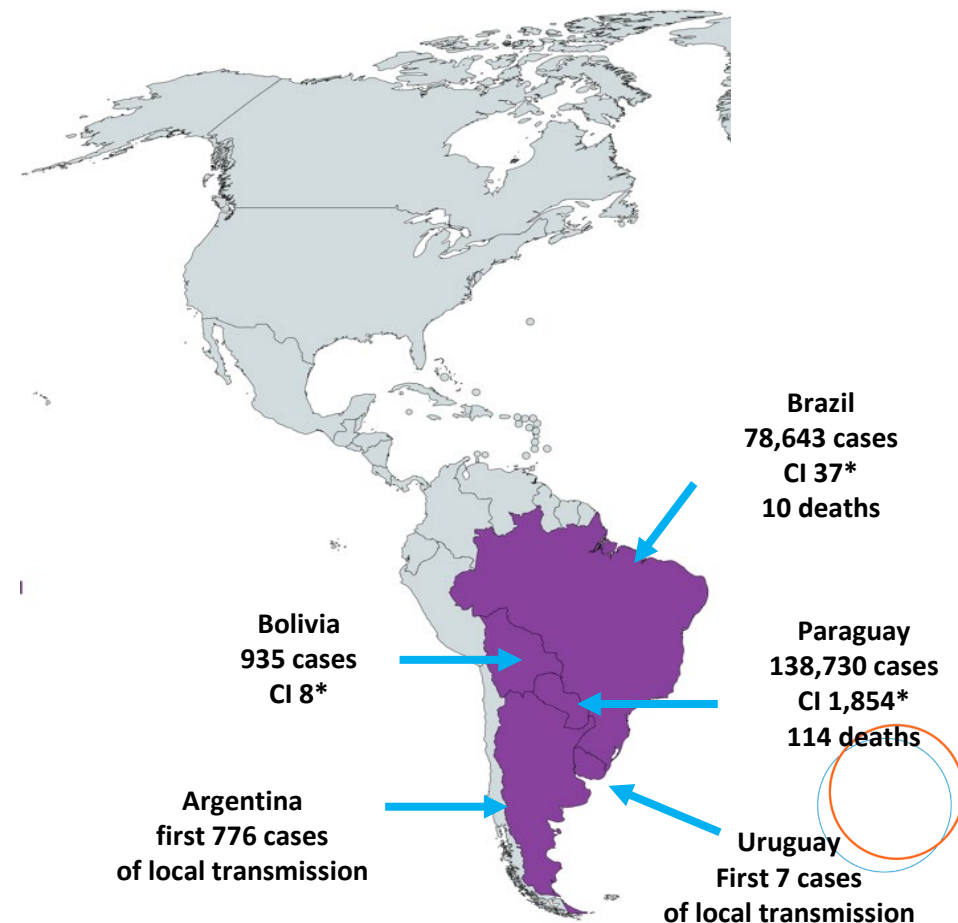 Brazil
78,643 cases
CI 37*
10 deaths
Bolivia
935 cases
CI 8*
Paraguay
138,730 cases
CI 1,854*
114 deaths
Argentina
first 776 cases
of local transmission
Uruguay
First 7 cases
of local transmission